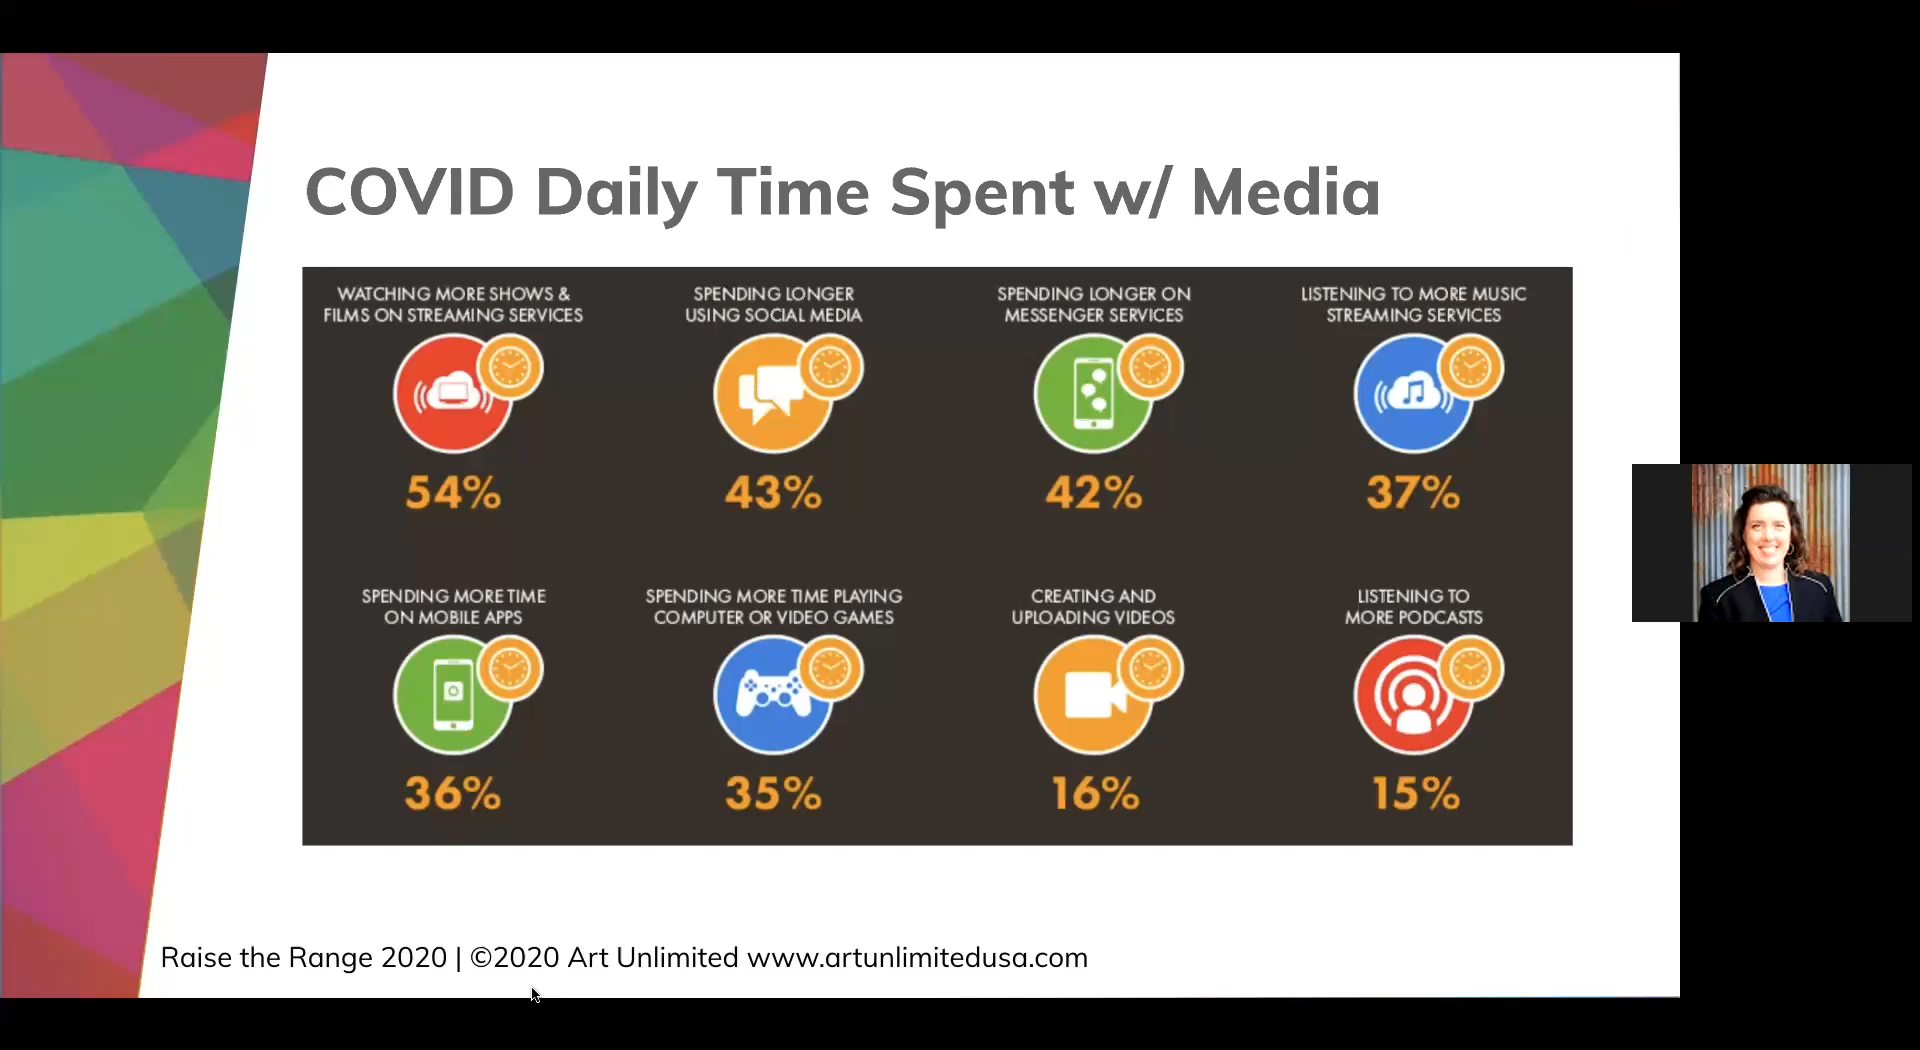 COVID Daily Time Spent w/ Media
WATCHING MORE SHOWS &
FILMS ON STREAMING SERVICES
54%
SPENDING LONGER
USING SOCIAL MEDIA
43%
SPENDING LONGER ON
MESSENGER SERVICES
42%
LISTENING TO MORE MUSIC
STREAMING SERVICES
37%
SPENDING MORE TIME
ON MOBILE APPS
36%
SPENDING MORE TIME PLAYING
COMPUTER OR VIDEO GAMES
35%
CREATING AND
UPLOADING VIDEOS
16%
LISTENING TO
MORE PODCASTS
15%
Raise the Range 2020 | ©2020 Art Unlimited www.artunlimitedusa.com